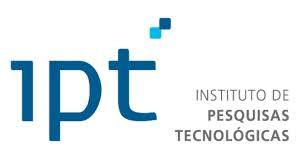 ipt
INSTITUTO DE
PESQUISAS
TECNOLÓGICAS